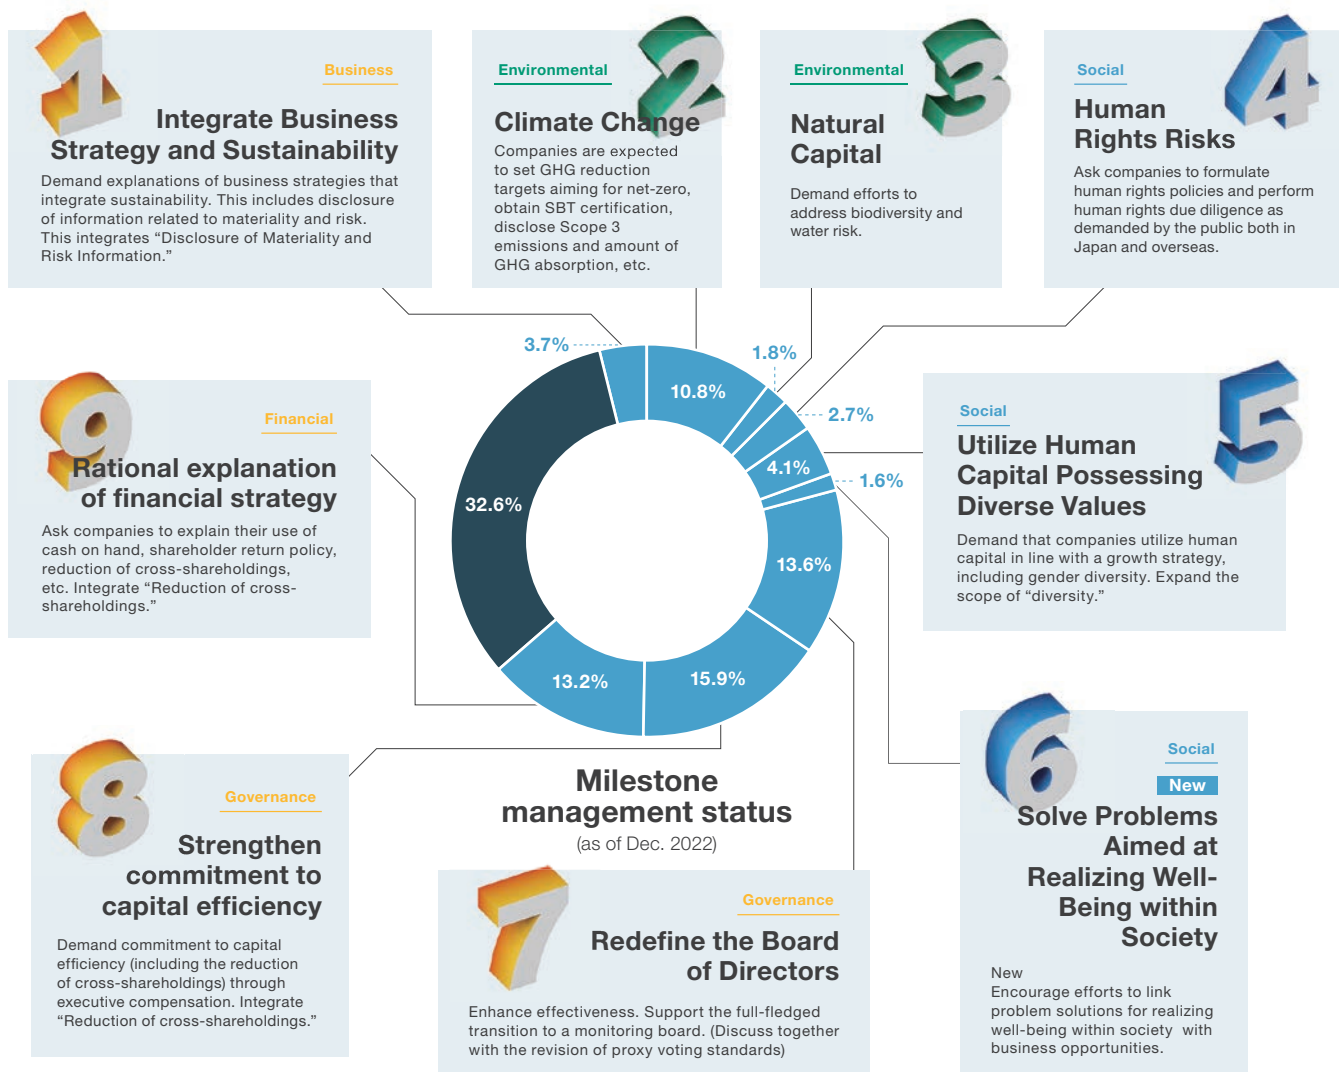 1
Business
Integrate Business
Strategy and Sustainability
Demand explanations of business strategies that
integrate sustainability. This includes disclosure
of information related to materiality and risk.
This integrates “Disclosure of Materiality and
Risk Information.”
2
Environmental
Climate Change
Companies are expected
to set GHG reduction
targets aiming for net-zero,
obtain SBT certification,
disclose Scope 3
emissions and amount of
GHG absorption, etc.
3
Environmental
Natural
Capital
Demand efforts to
address biodiversity and
water risk.
4
Social
Human
Rights Risks
Ask companies to formulate
human rights policies and perform
human rights due diligence as
demanded by the public both in
Japan and overseas.
3.7%
10.8%
1.8%
2.7%
4.1%
1.6%
13.6%
15.9%
13.2%
32.6%
5
Social
Utilize Human
Capital Possessing
Diverse Values
Demand that companies utilize human
capital in line with a growth strategy,
including gender diversity. Expand the
scope of “diversity.”
9
Financial
Rational explanation
of financial strategy
Ask companies to explain their use of
cash on hand, shareholder return policy,
reduction of cross-shareholdings,
etc. Integrate “Reduction of cross-
shareholdings.”
Milestone
management status
(as of Dec. 2022)
6
Social
New
Solve Problems
Aimed at
Realizing Well-
Being within
Society
New
Encourage efforts to link
problem solutions for realizing
well-being within society with
business opportunities.
8
Governance
Strengthen
commitment to
capital efficiency
Demand commitment to capital
efficiency (including the reduction
of cross-shareholdings) through
executive compensation. Integrate
“Reduction of cross-shareholdings.”
7
Governance
Redefine the Board
of Directors
Enhance effectiveness. Support the full-fledged
transition to a monitoring board. (Discuss together
with the revision of proxy voting standards)